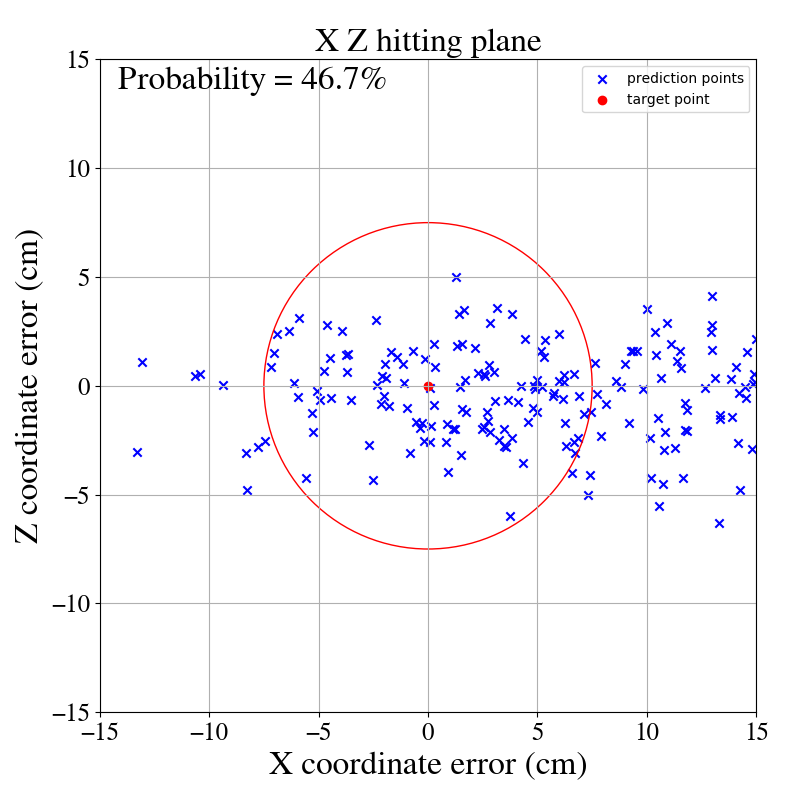 X Z hitting plane
Probability = 46.7%
prediction points
target point
Z coordinate error (cm)
15
10
5
0
−5
−10
−15
−15
−10
−5
0
5
10
15
X coordinate error (cm)